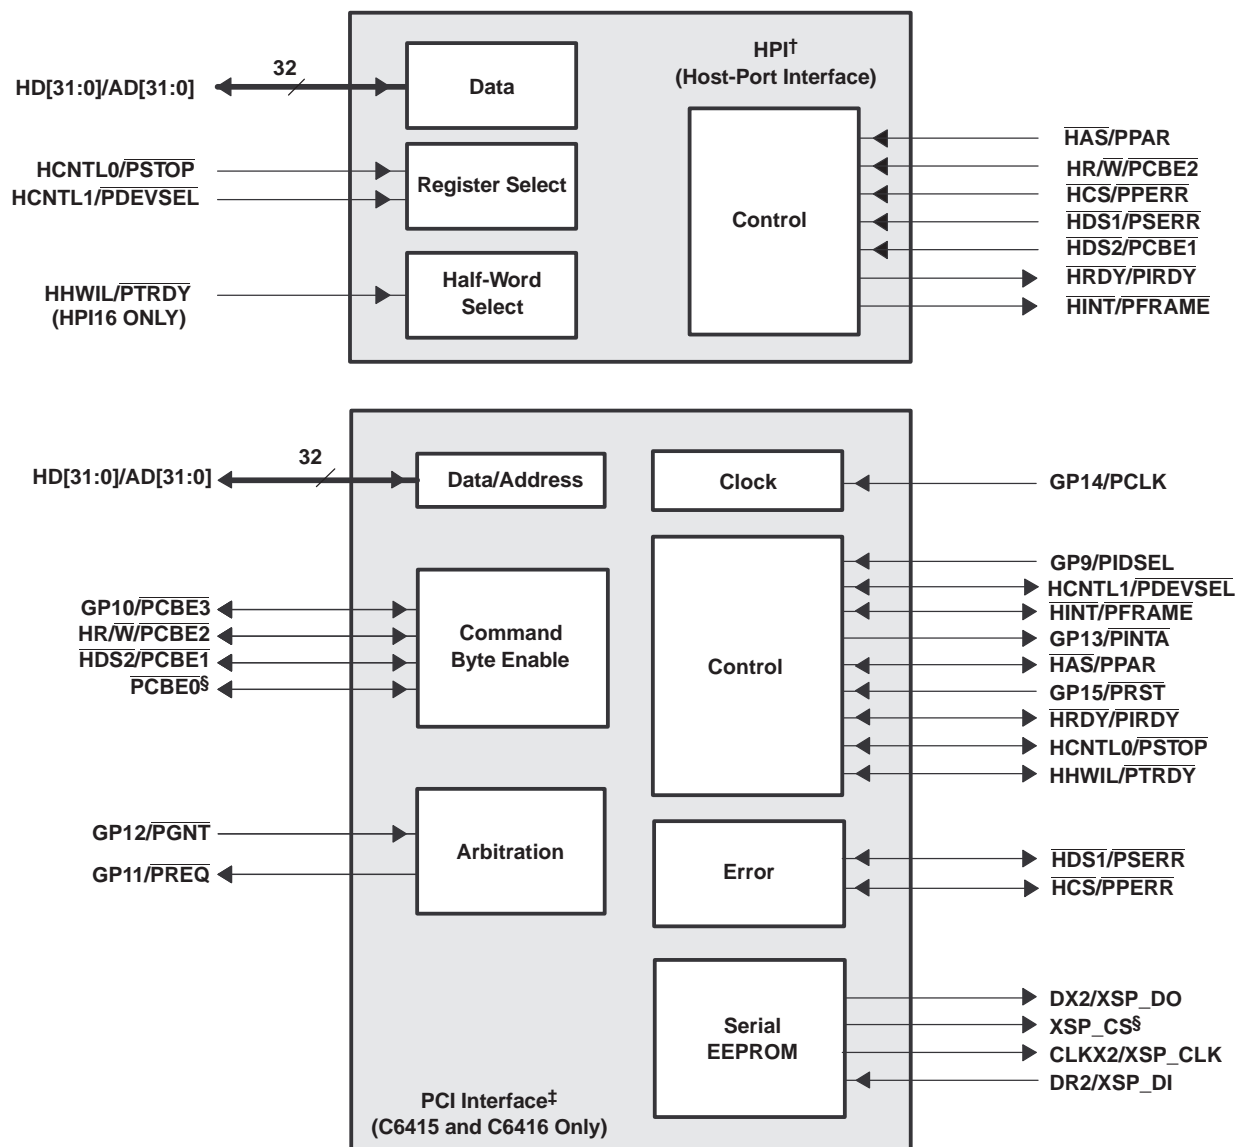 HPI†
(Host-Port Interface)
HD[31:0]/AD[31:0]
32
Data
HCNTL0/PSTOP
HCNTL1/PDEVSEL
Register Select
HHWIL/PTRDY
(HPI16 ONLY)
Half-Word
Select
Control
HAS/PPAR
HR/W/PCBE2
HCS/PPERR
HDS1/PSERR
HDS2/PCBE1
HRDY/PIRDY
HINT/PFRAME
HD[31:0]/AD[31:0]
32
Data/Address
Clock
GP14/PCLK
GP10/PCBE3
HR/W/PCBE2
HDS2/PCBE1
PCBE0§
Command
Byte Enable
Control
GP9/PIDSEL
HCNTL1/PDEVSEL
HINT/PFRAME
GP13/PINTA
HAS/PPAR
GP15/PRST
HRDY/PIRDY
HCNTL0/PSTOP
HHWIL/PTRDY
GP12/PGNT
GP11/PREQ
Arbitration
Error
HDS1/PSERR
HCS/PPERR
Serial
EEPROM
DX2/XSP_DO
XSP_CS§
CLKX2/XSP_CLK
DR2/XSP_DI
PCI Interface‡
(C6415 and C6416 Only)